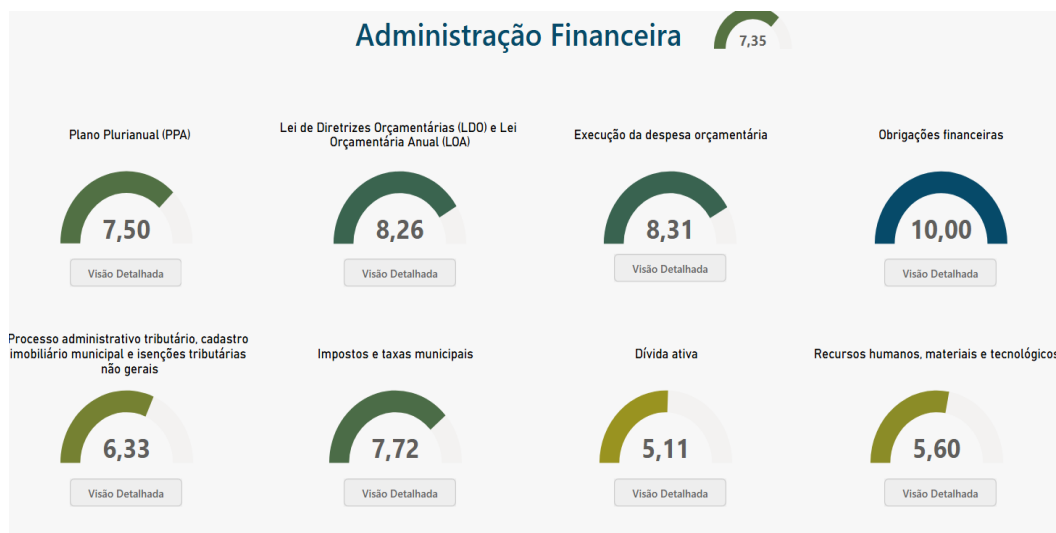 Administração Financeira
7,35
Plano Plurianual (PPA)
7,50
Visão Detalhada
Lei de Diretrizes Orçamentárias (LDO) e Lei
Orçamentária Anual (LOA)
8,26
Visão Detalhada
Execução da despesa orçamentária
8,31
Visão Detalhada
Obrigações financeiras
10,00
Visão Detalhada
Processo administrativo tributário, cadastro
imobiliário municipal e isenções tributárias
não gerais
6,33
Visão Detalhada
Impostos e taxas municipais
7,72
Visão Detalhada
Dívida ativa
5,11
Visão Detalhada
Recursos humanos, materiais e tecnológicos
5,60
Visão Detalhada